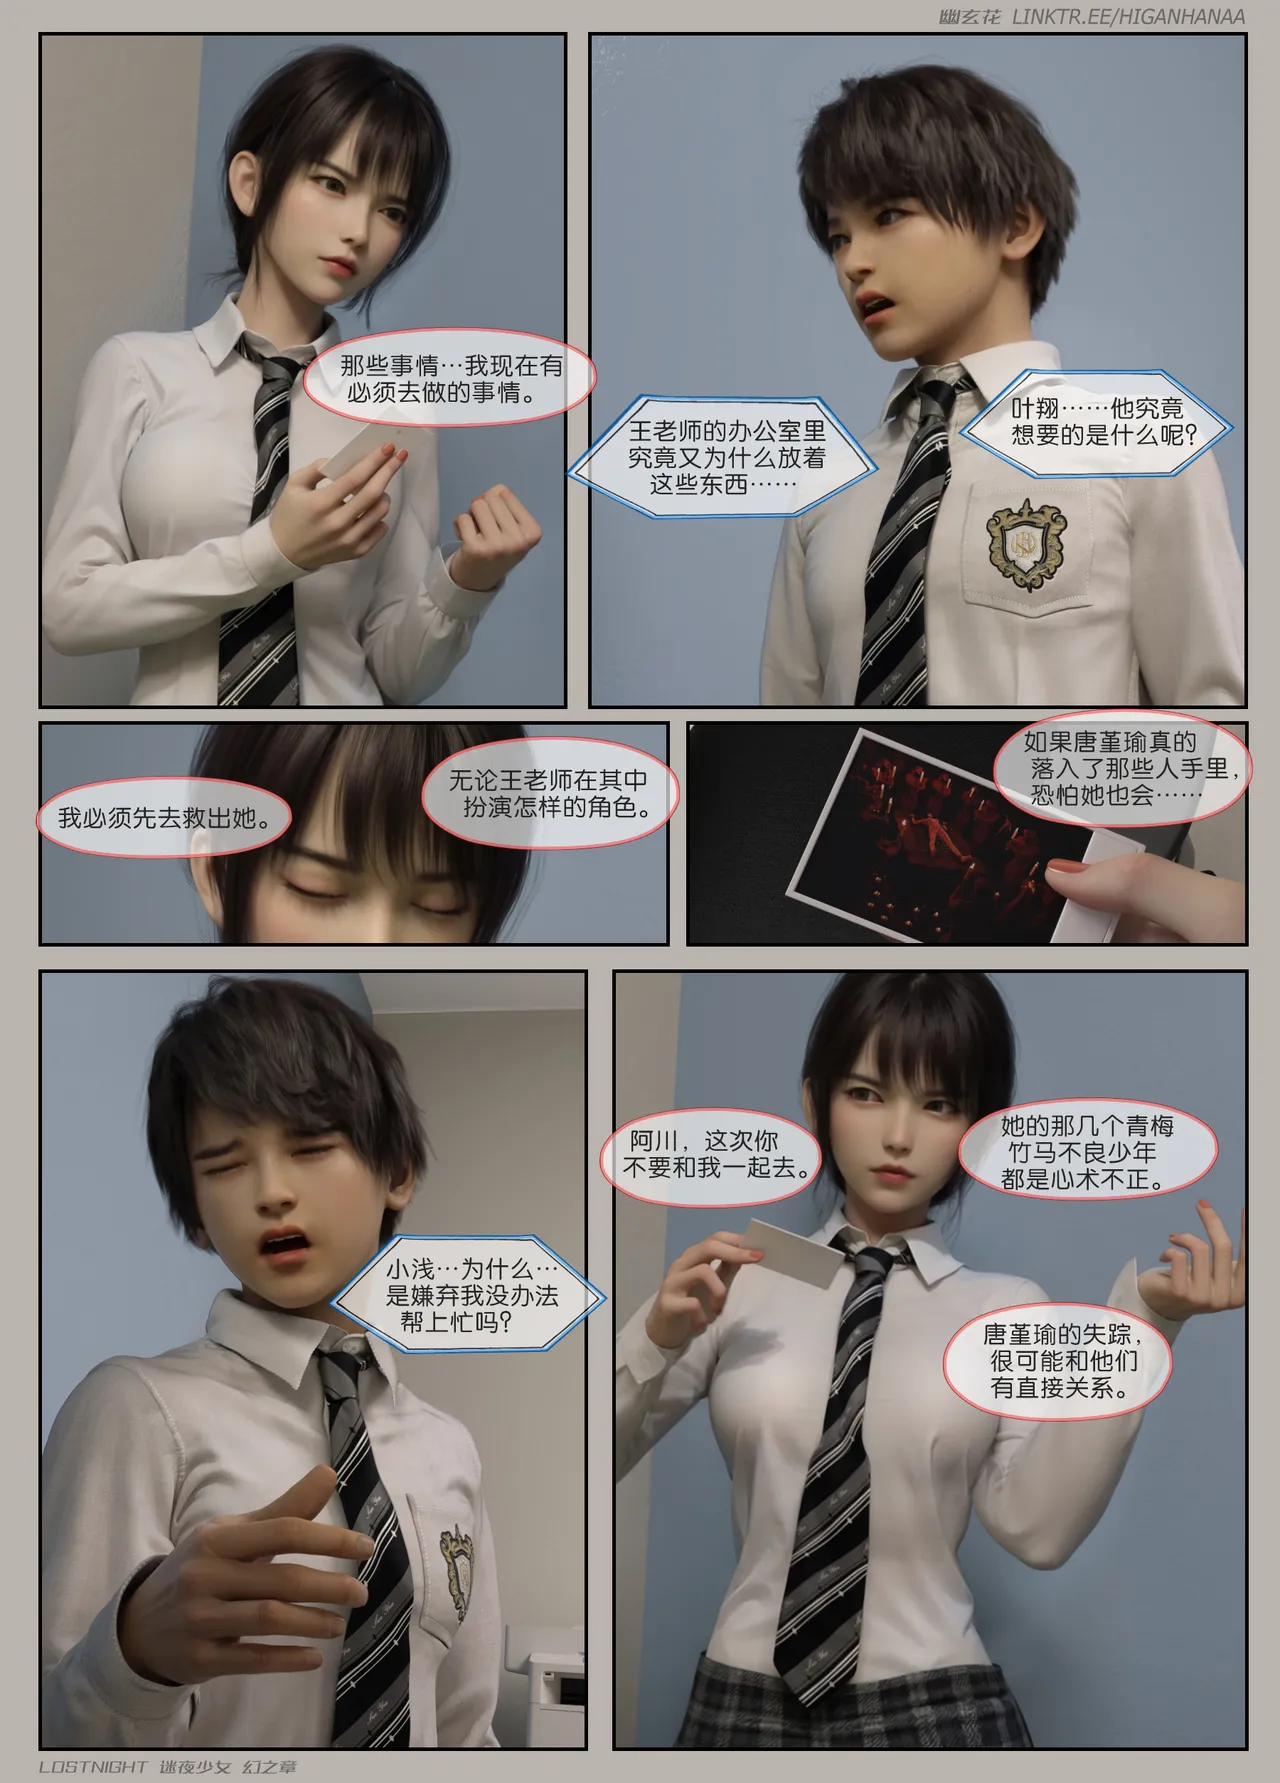 幽玄花 LINKTR.EE/HIGANHANAA
那些事情…我现在有
必须去做的事情。
叶翔……他究竟
想要的是什么呢？
王老师的办公室里
究竟又为什么放着
这些东西……
无论王老师在其中
扮演怎样的角色。
我必须先去救出她。
如果唐堇瑜真的
落入了那些人手里，
恐怕她也会……
小浅…为什么…
是嫌弃我没办法
帮上忙吗？
阿川，这次你
不要和我一起去。
她的那几个青梅
竹马不良少年
都是心术不正。
唐堇瑜的失踪，
很可能和他们
有直接关系。
LOSTNIGHT 迷夜少女 幻之章